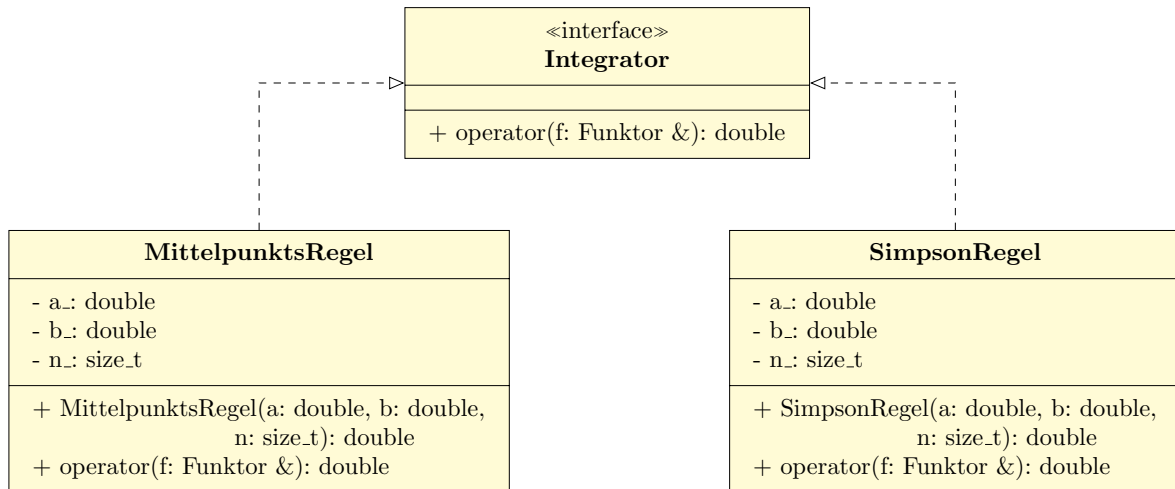 «interface»
Integrator
+ operator(f: Funktor &): double
MittelpunktsRegel
- a_: double
- b_: double
- n_: size_t
+ MittelpunktsRegel(a: double, b: double,
n: size_t): double
+ operator(f: Funktor &): double
SimpsonRegel
- a_: double
- b_: double
- n_: size_t
+ SimpsonRegel(a: double, b: double,
n: size_t): double
+ operator(f: Funktor &): double